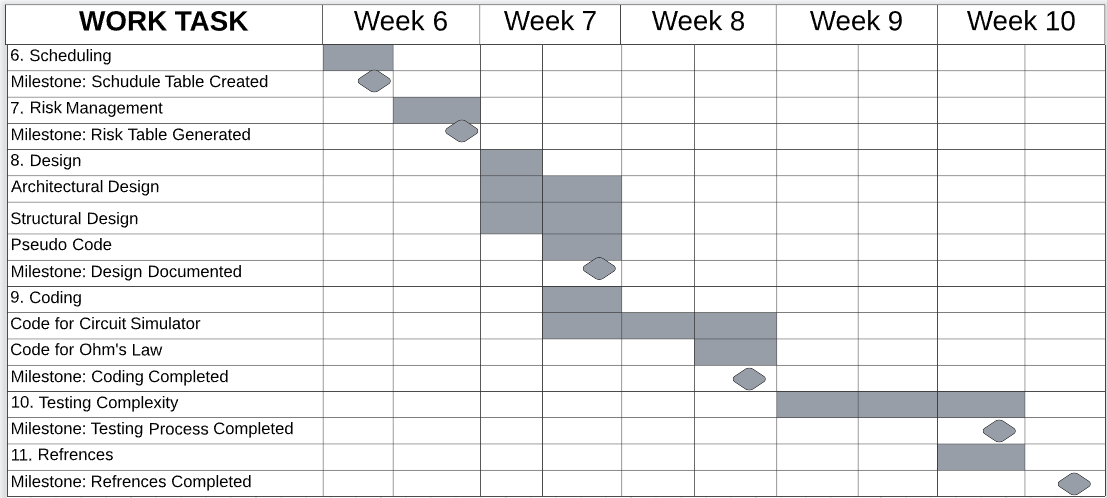 WORK TASK Week 6 Week 7 Week 8 Week 9 Week 10
6. Scheduling
Milestone: Schudule Table Created
7. Risk Management
Milestone: Risk Table Generated
8. Design
Architectural Design
Structural Design
Pseudo Code
Milestone: Design Documented
9. Coding
Code for Circuit Simulator
Code for Ohm's Law
Milestone: Coding Completed
10. Testing Complexity
Milestone: Testing Process Completed
11. Refrences
Milestone: Refrences Completed